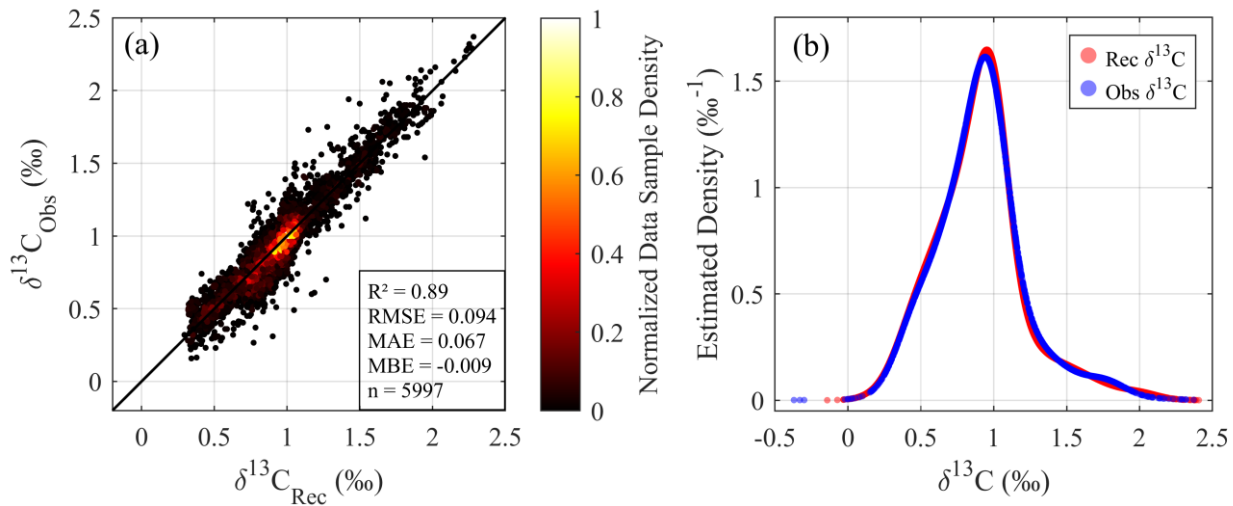 (a)
2.5
2
1.5
1
0.5
0
0
0.5
1
1.5
2
2.5
δ¹³C_Obs (‰)
δ¹³C_Rec (‰)
R² = 0.89
RMSE = 0.094
MAE = 0.067
MBE = -0.009
n = 5997
1
0.8
0.6
0.4
0.2
0
Normalized Data Sample Density
(b)
Rec δ¹³C
Obs δ¹³C
1.5
1
0.5
0
-0.5
0
0.5
1
1.5
2
2.5
Estimated Density (‰⁻¹)
δ¹³C (‰)